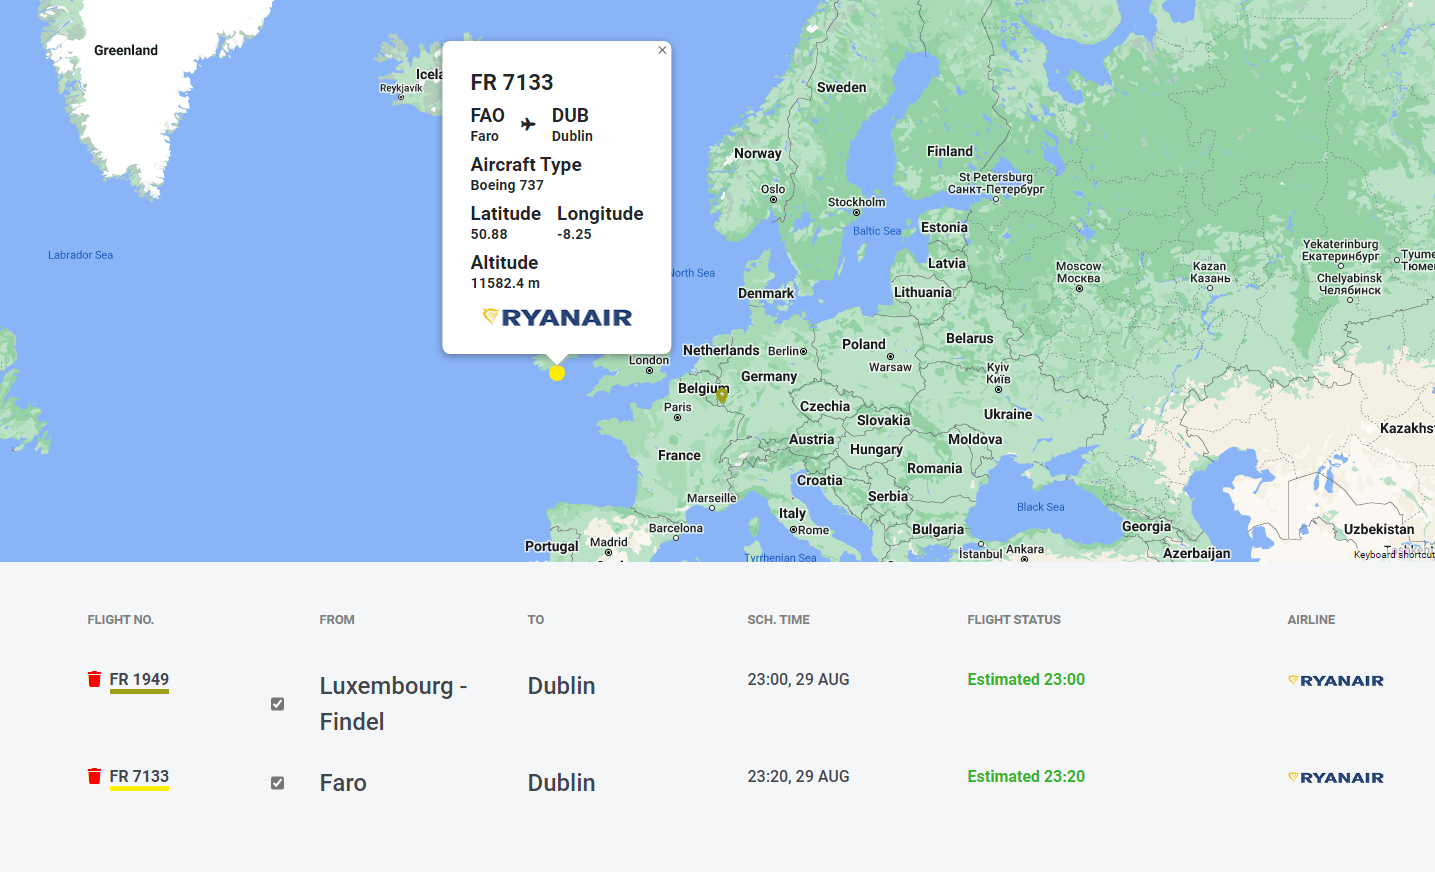 Greenland
Icela
Reykjavík
×
FR 7133
FAO DUB
Faro Dublin
Aircraft Type
Boeing 737
Latitude Longitude
50.88 -8.25
Altitude
11582.4 m
RYANAIR
Sweden
Norway
Finland
St Petersburg
Санкт-Петербург
Oslo
Stockholm
Baltic Sea
Estonia
Labrador Sea
North Sea
Latvia
Moscow
Москва
Kazan
Казань
Yekaterinburg
Екатеринбург
Tyume
Тюме
Chelyabinsk
Челябинск
Denmark
Lithuania
Belarus
London
Netherlands
Berlin
Poland
Warsaw
Kyiv
Київ
Belgium
Germany
Paris
Czechia
Slovakia
Ukraine
Austria
Hungary
Moldova
Kazakhst
France
Romania
Croatia
Serbia
Marseille
Italy
Rome
Black Sea
Barcelona
Bulgaria
Georgia
Uzbekistan
Portugal
Madrid
Tyrrhenian Sea
İstanbul
Ankara
Azerbaijan
Keyboard shortcut
FLIGHT NO. FROM TO SCH. TIME FLIGHT STATUS AIRLINE
FR 1949 Luxembourg - Dublin 23:00, 29 AUG Estimated 23:00 RYANAIR
Findel
FR 7133 Faro Dublin 23:20, 29 AUG Estimated 23:20 RYANAIR